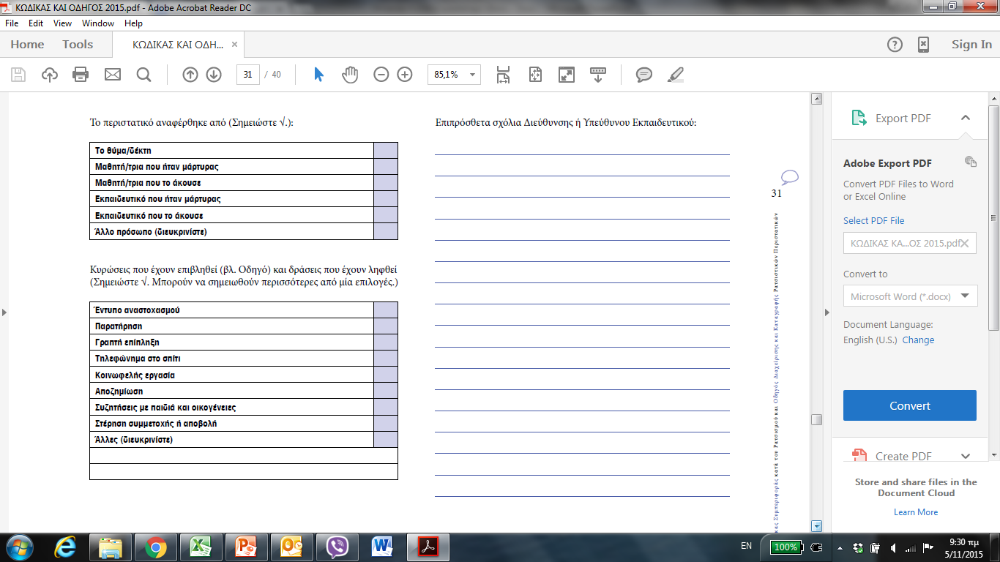 ΚΩΔΙΚΑΣ ΚΑΙ ΟΔΗΓΟΣ 2015.pdf - Adobe Acrobat Reader DC
File Edit View Window Help
Home Tools ΚΩΔΙΚΑΣ ΚΑΙ ΟΔΗ... × Sign In
31 / 40 85,1%
Το περιστατικό αναφέρθηκε από (Σημειώστε √.):
Το θύμα/δέκτη
Μαθητή/τρια που ήταν μάρτυρας
Μαθητή/τρια που το άκουσε
Εκπαιδευτικό που ήταν μάρτυρας
Εκπαιδευτικό που το άκουσε
Άλλο πρόσωπο (διευκρινίστε)
Κυρώσεις που έχουν επιβληθεί (βλ. Οδηγό) και δράσεις που έχουν ληφθεί
(Σημειώστε √. Μπορούν να σημειωθούν περισσότερες από μία επιλογές.)
Έντυπο αναστοχασμού
Παρατήρηση
Γραπτή επίπληξη
Τηλεφώνημα στο σπίτι
Κοινωφελής εργασία
Αποζημίωση
Συζητήσεις με παιδιά και οικογένειες
Στέρηση συμμετοχής ή αποβολή
Άλλες (διευκρινίστε)
Επιπρόσθετα σχόλια Διεύθυνσης ή Υπεύθυνου Εκπαιδευτικού:
31
κας Συμπεριφοράς κατά του Ρατσισμού και Οδηγός Διαχείρισης και Καταγραφής Ρατσιστικών Περιστατικών
Export PDF
Adobe Export PDF
Convert PDF Files to Word
or Excel Online
Select PDF File
ΚΩΔΙΚΑΣ ΚΑ...ΟΣ 2015.pdf
Convert to
Microsoft Word (*.docx)
Document Language:
English (U.S.) Change
Convert
Create PDF
Store and share files in the
Document Cloud
Learn More
EN 100% 9:30 πμ
5/11/2015